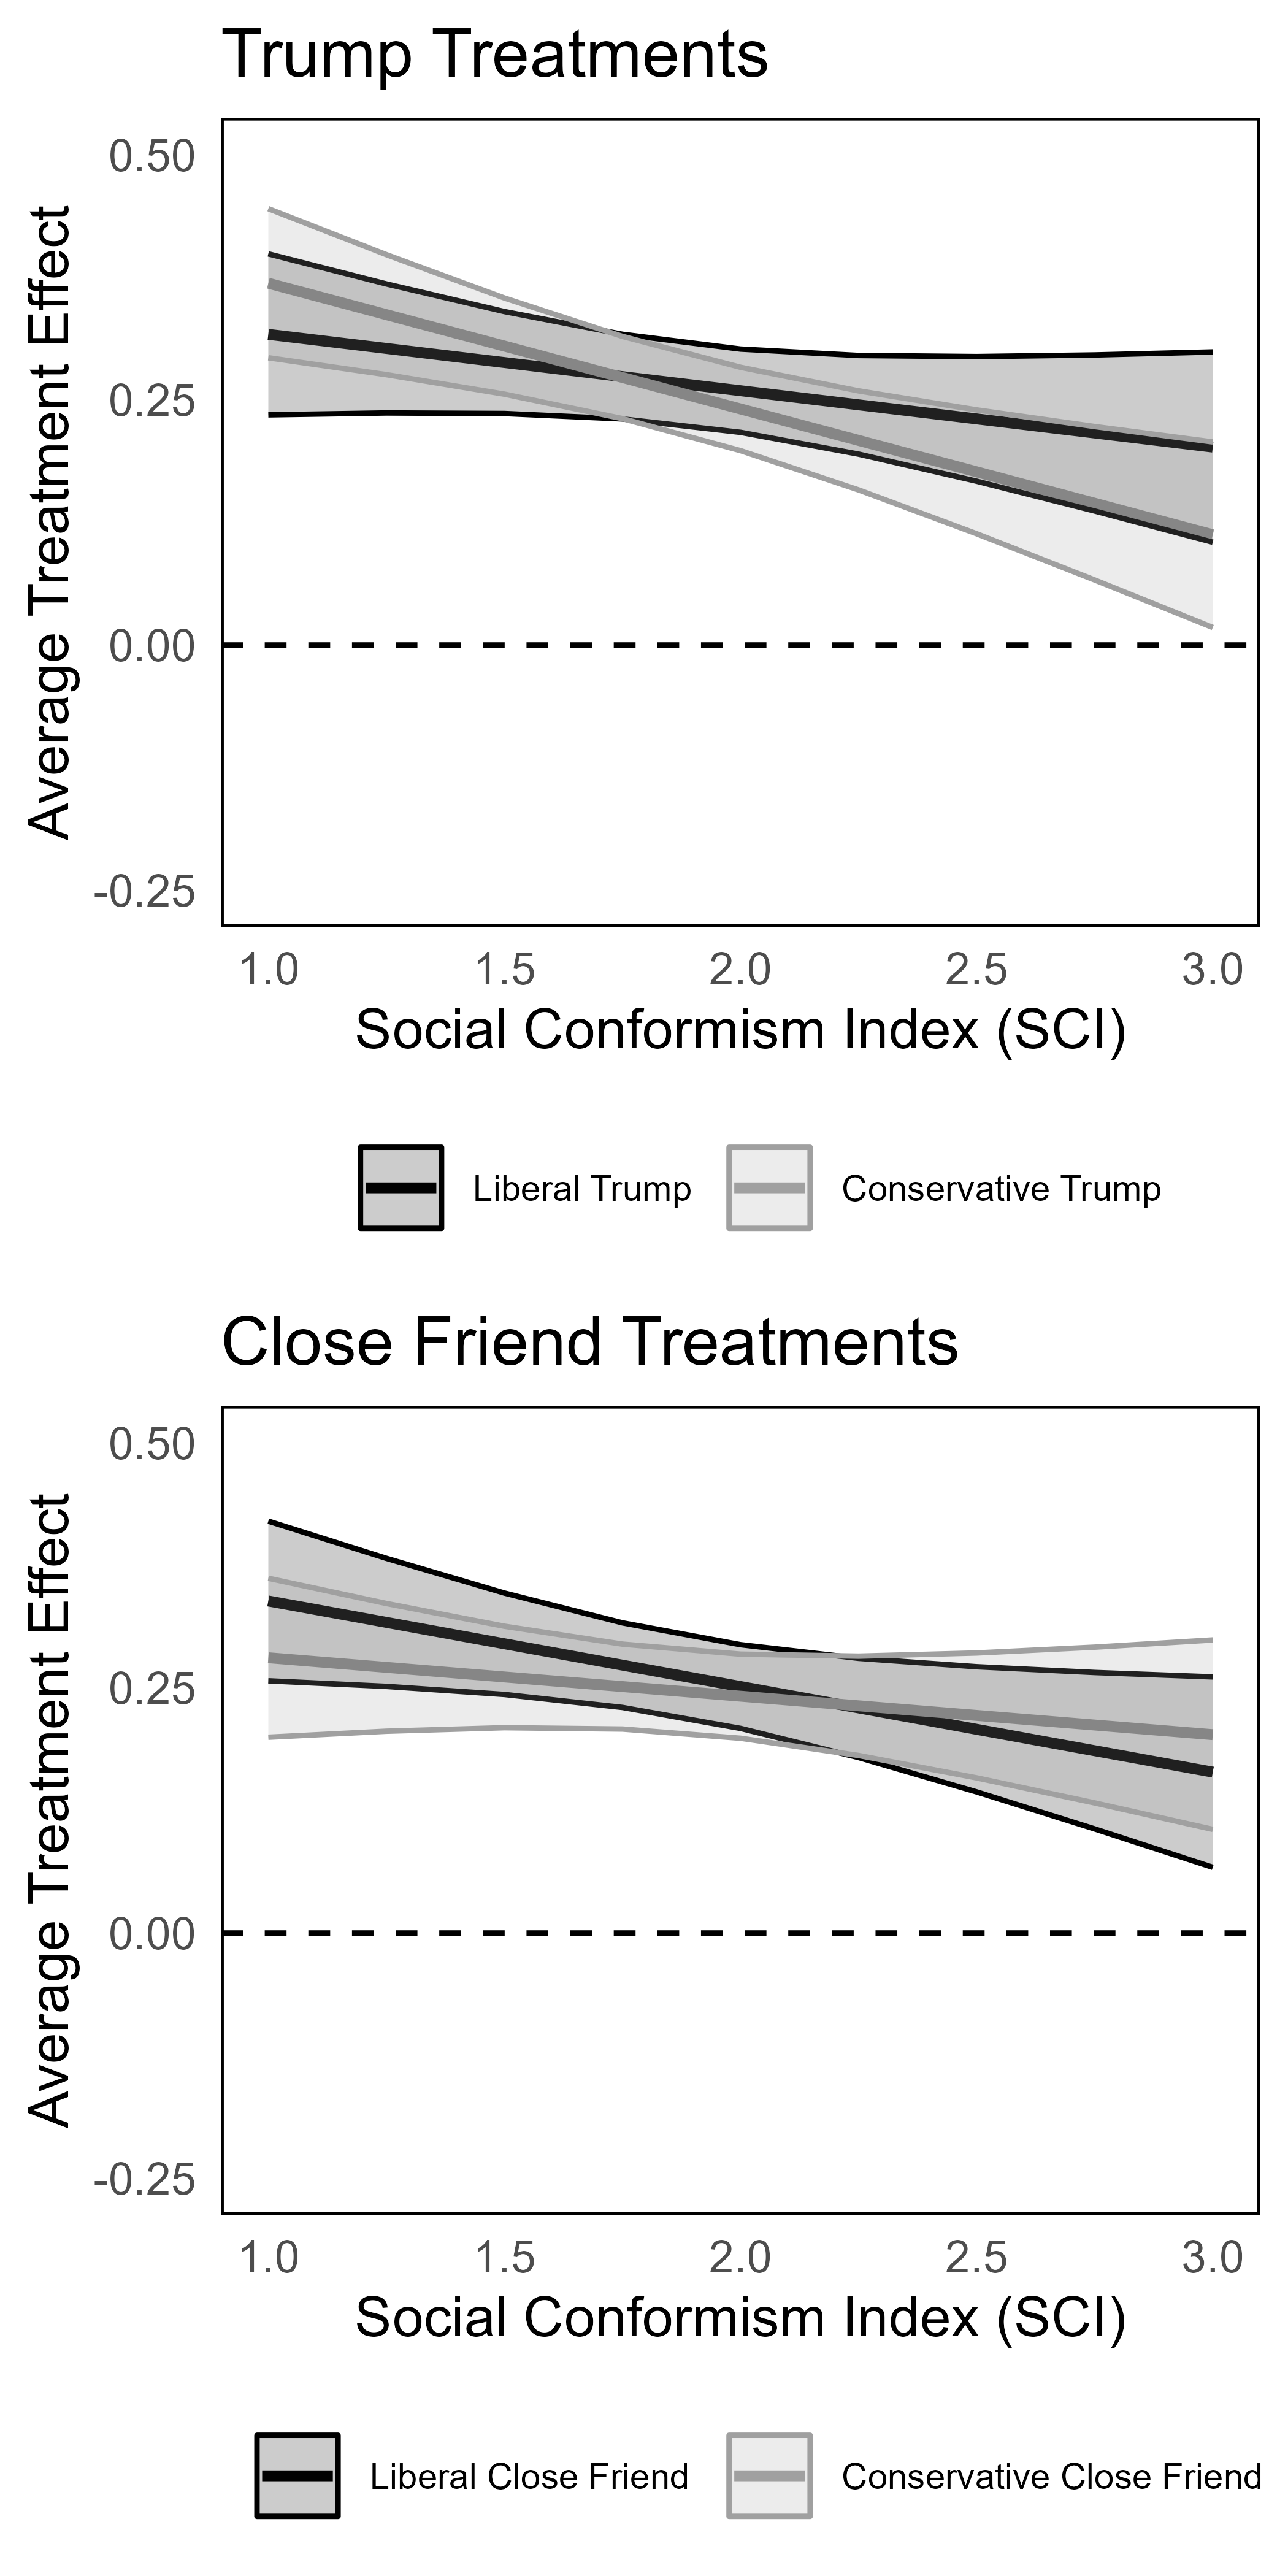 Trump Treatments
0.50
0.25
0.00
-0.25
Average Treatment Effect
1.0 1.5 2.0 2.5 3.0
Social Conformism Index (SCI)
Liberal Trump Conservative Trump
Close Friend Treatments
0.50
0.25
0.00
-0.25
Average Treatment Effect
1.0 1.5 2.0 2.5 3.0
Social Conformism Index (SCI)
Liberal Close Friend Conservative Close Friend